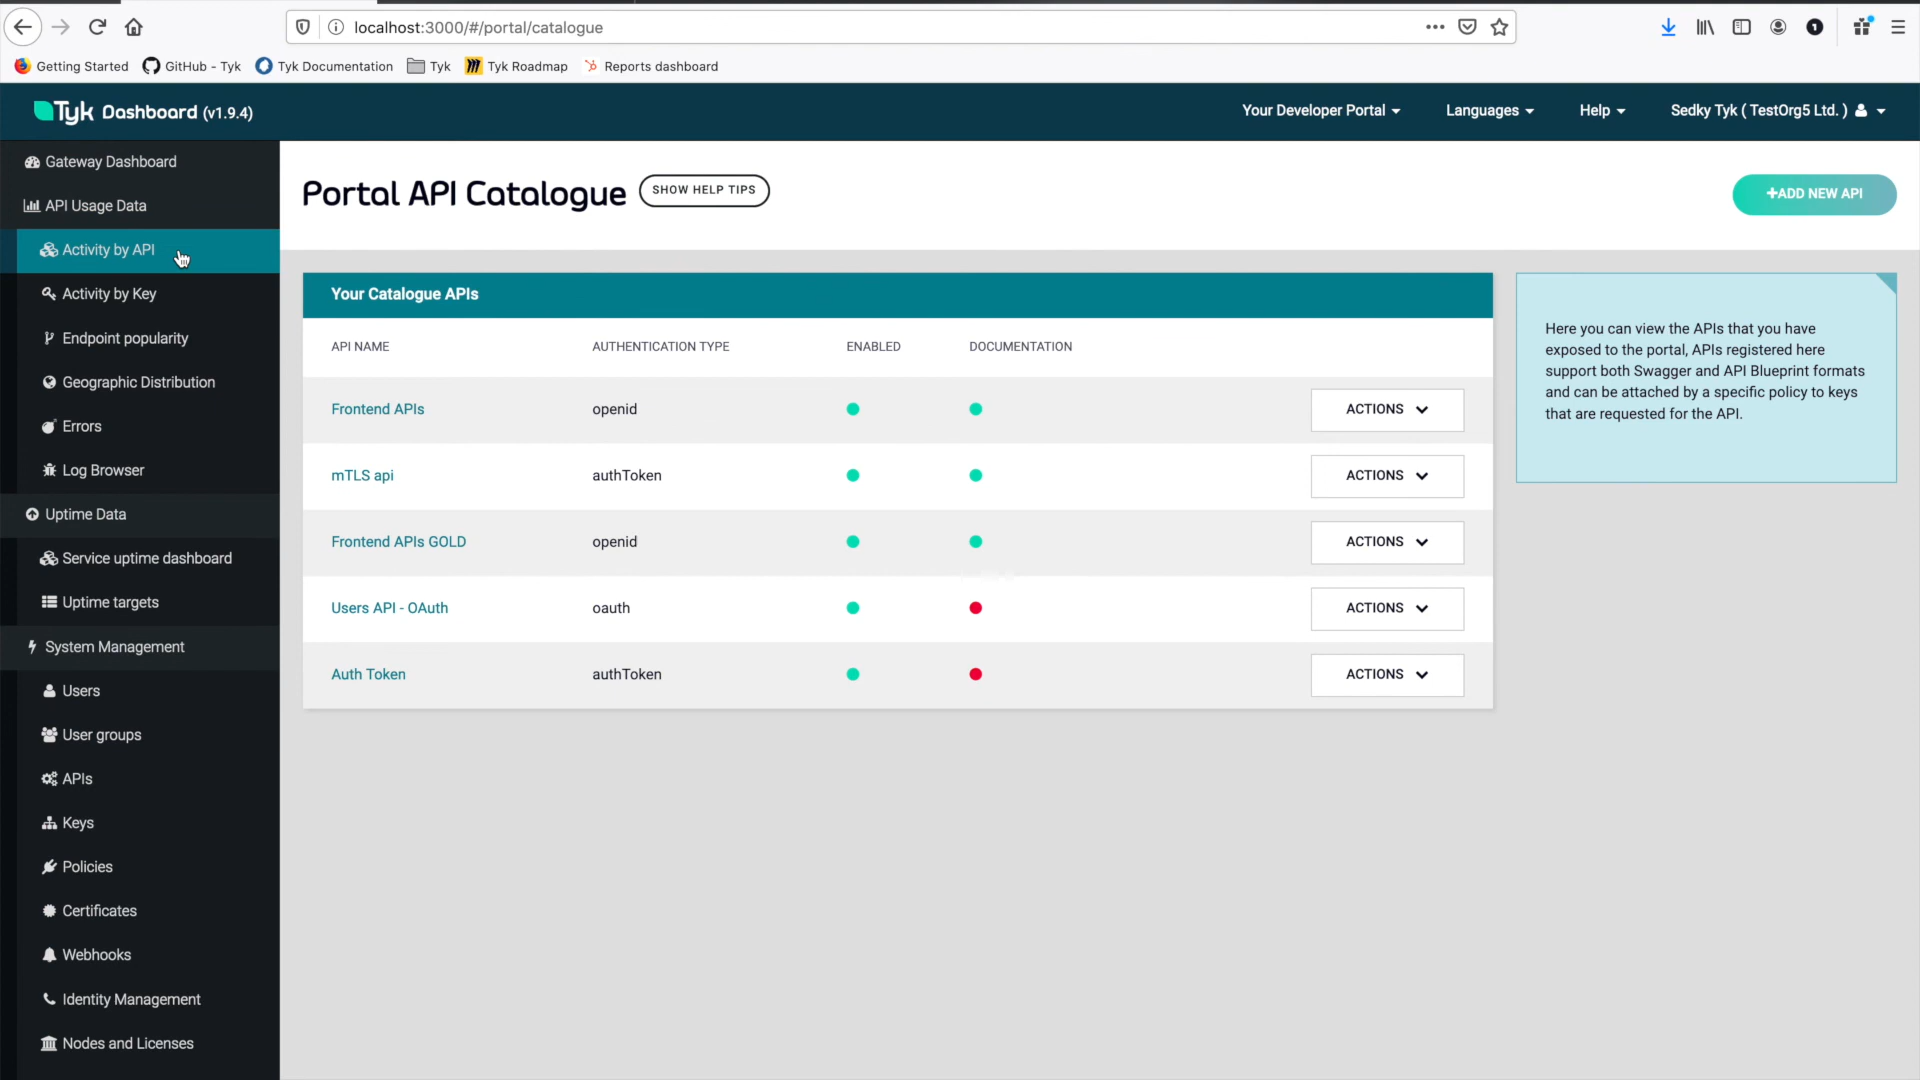 localhost:3000/#/portal/catalogue
Getting Started
GitHub - Tyk
Tyk Documentation
Tyk
Tyk Roadmap
Reports dashboard
Tyk Dashboard (v1.9.4)
Your Developer Portal
Languages
Help
Sedky Tyk ( TestOrg5 Ltd. )
Gateway Dashboard
API Usage Data
Activity by API
Activity by Key
Endpoint popularity
Geographic Distribution
Errors
Log Browser
Uptime Data
Service uptime dashboard
Uptime targets
System Management
Users
User groups
APIs
Keys
Policies
Certificates
Webhooks
Identity Management
Nodes and Licenses
Portal API Catalogue
SHOW HELP TIPS
+ADD NEW API
Your Catalogue APIs
API NAME AUTHENTICATION TYPE ENABLED DOCUMENTATION
Frontend APIs openid ACTIONS
mTLS api authToken ACTIONS
Frontend APIs GOLD openid ACTIONS
Users API - OAuth oauth ACTIONS
Auth Token authToken ACTIONS
Here you can view the APIs that you have
exposed to the portal, APIs registered here
support both Swagger and API Blueprint formats
and can be attached by a specific policy to keys
that are requested for the API.